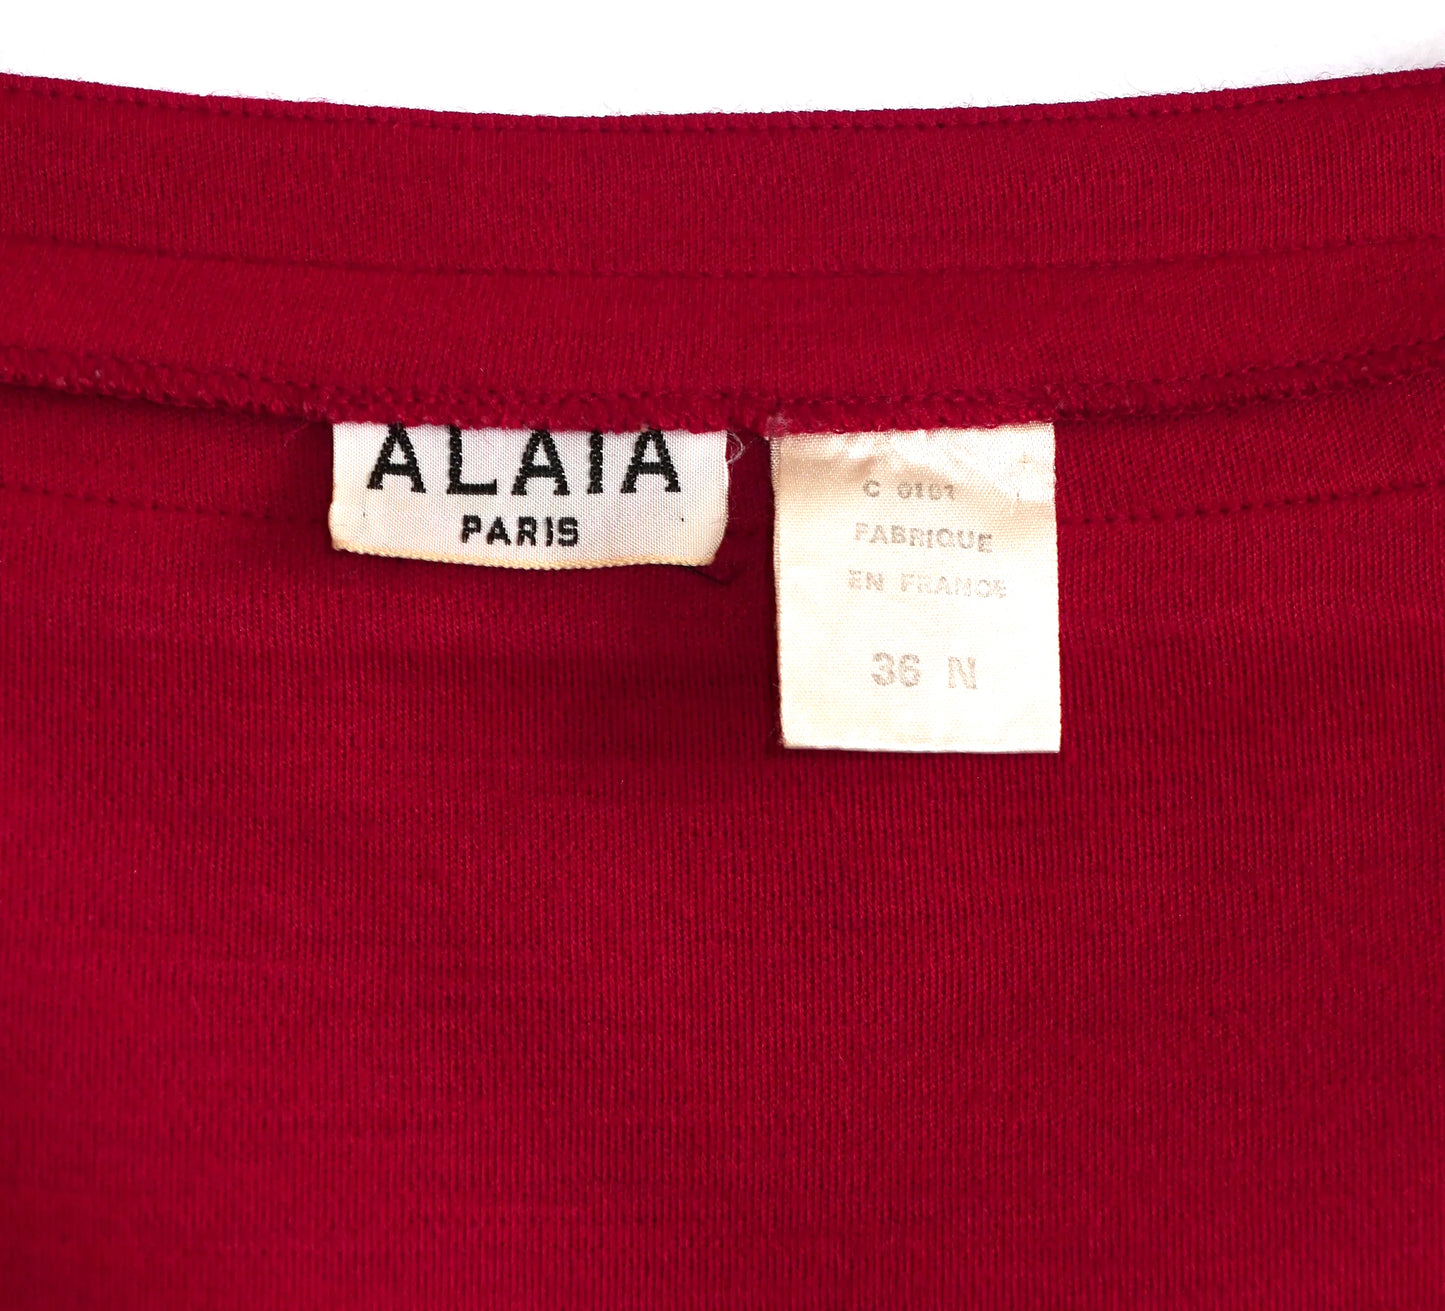 ALAIA
PARIS
C 0101
FABRIQUE
EN FRANCE
36 N